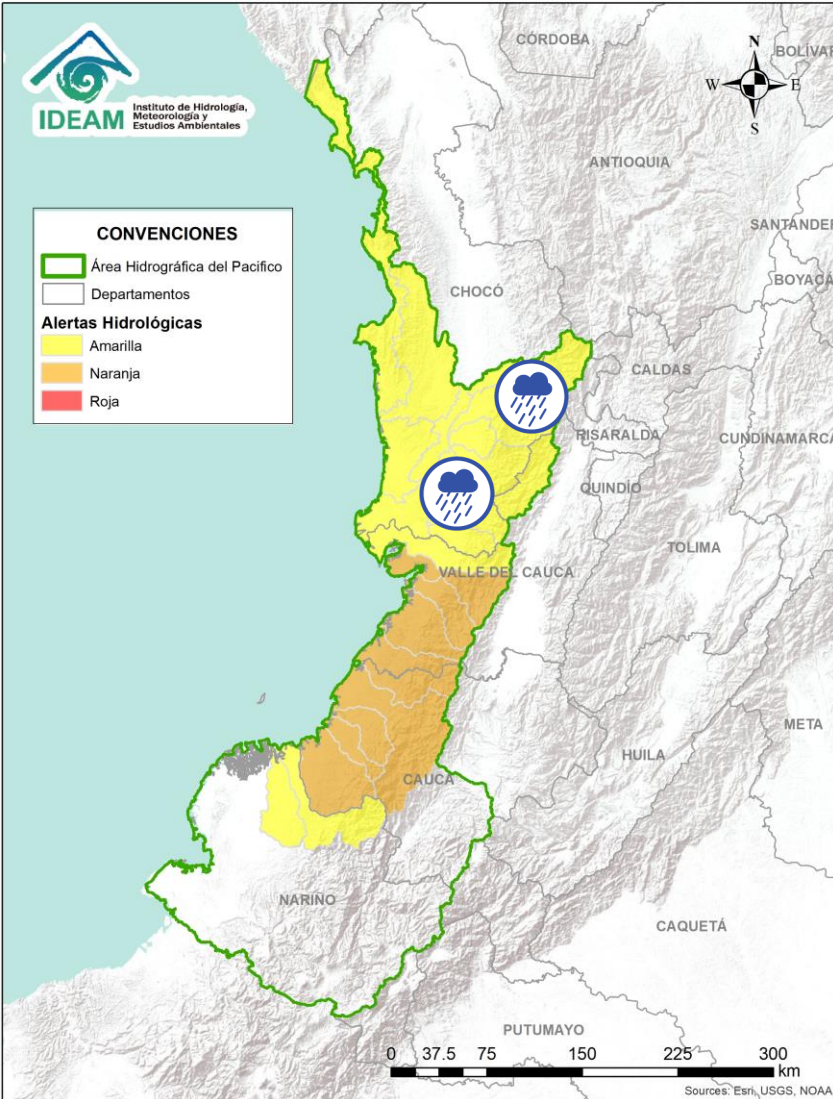 IDEAM
Instituto de Hidrología,
Meteorología y
Estudios Ambientales
N
W
E
S
CÓRDOBA
BOLÍVAR
ANTIOQUIA
SANTANDER
BOYACÁ
CONVENCIONES
Área Hidrográfica del Pacifico
Departamentos
Alertas Hidrológicas
Amarilla
Naranja
Roja
CHOCÓ
CALDAS
RISARALDA
CUNDINAMARCA
QUINDÍO
TOLIMA
VALLE DEL CAUCA
META
HUILA
CAUCA
NARIÑO
CAQUETÁ
PUTUMAYO
0 37.5 75 150 225 300
km
Sources: Esri, USGS, NOAA